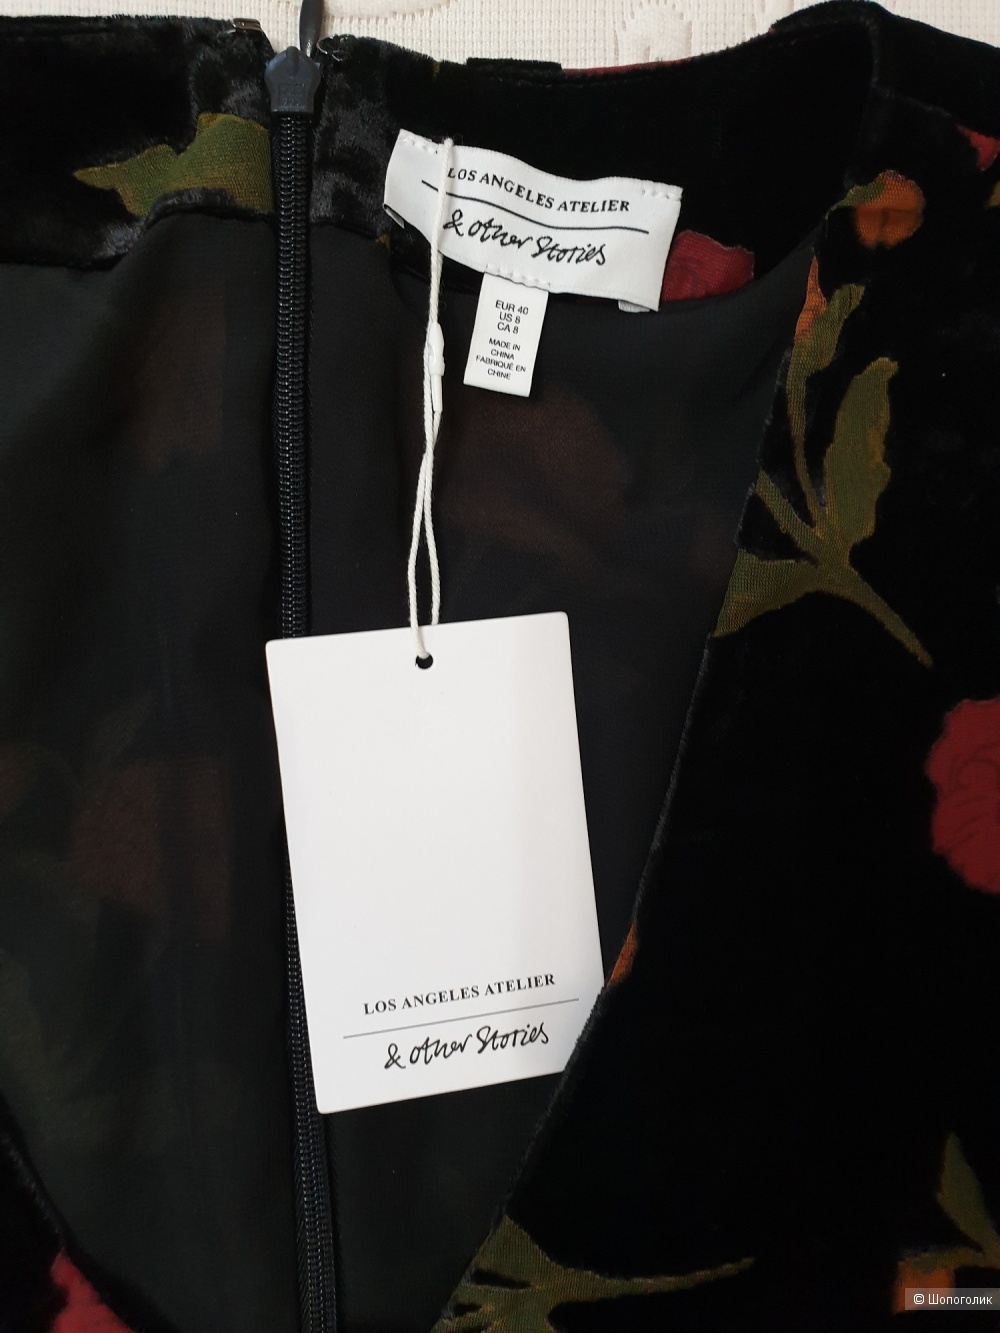 LOS ANGELES ATELIER
& other Stories
EUR 40
US 8
CA 8
MADE IN
CHINA
FABRIQUÉ EN
CHINE
LOS ANGELES ATELIER
& other Stories
© Шопоголик